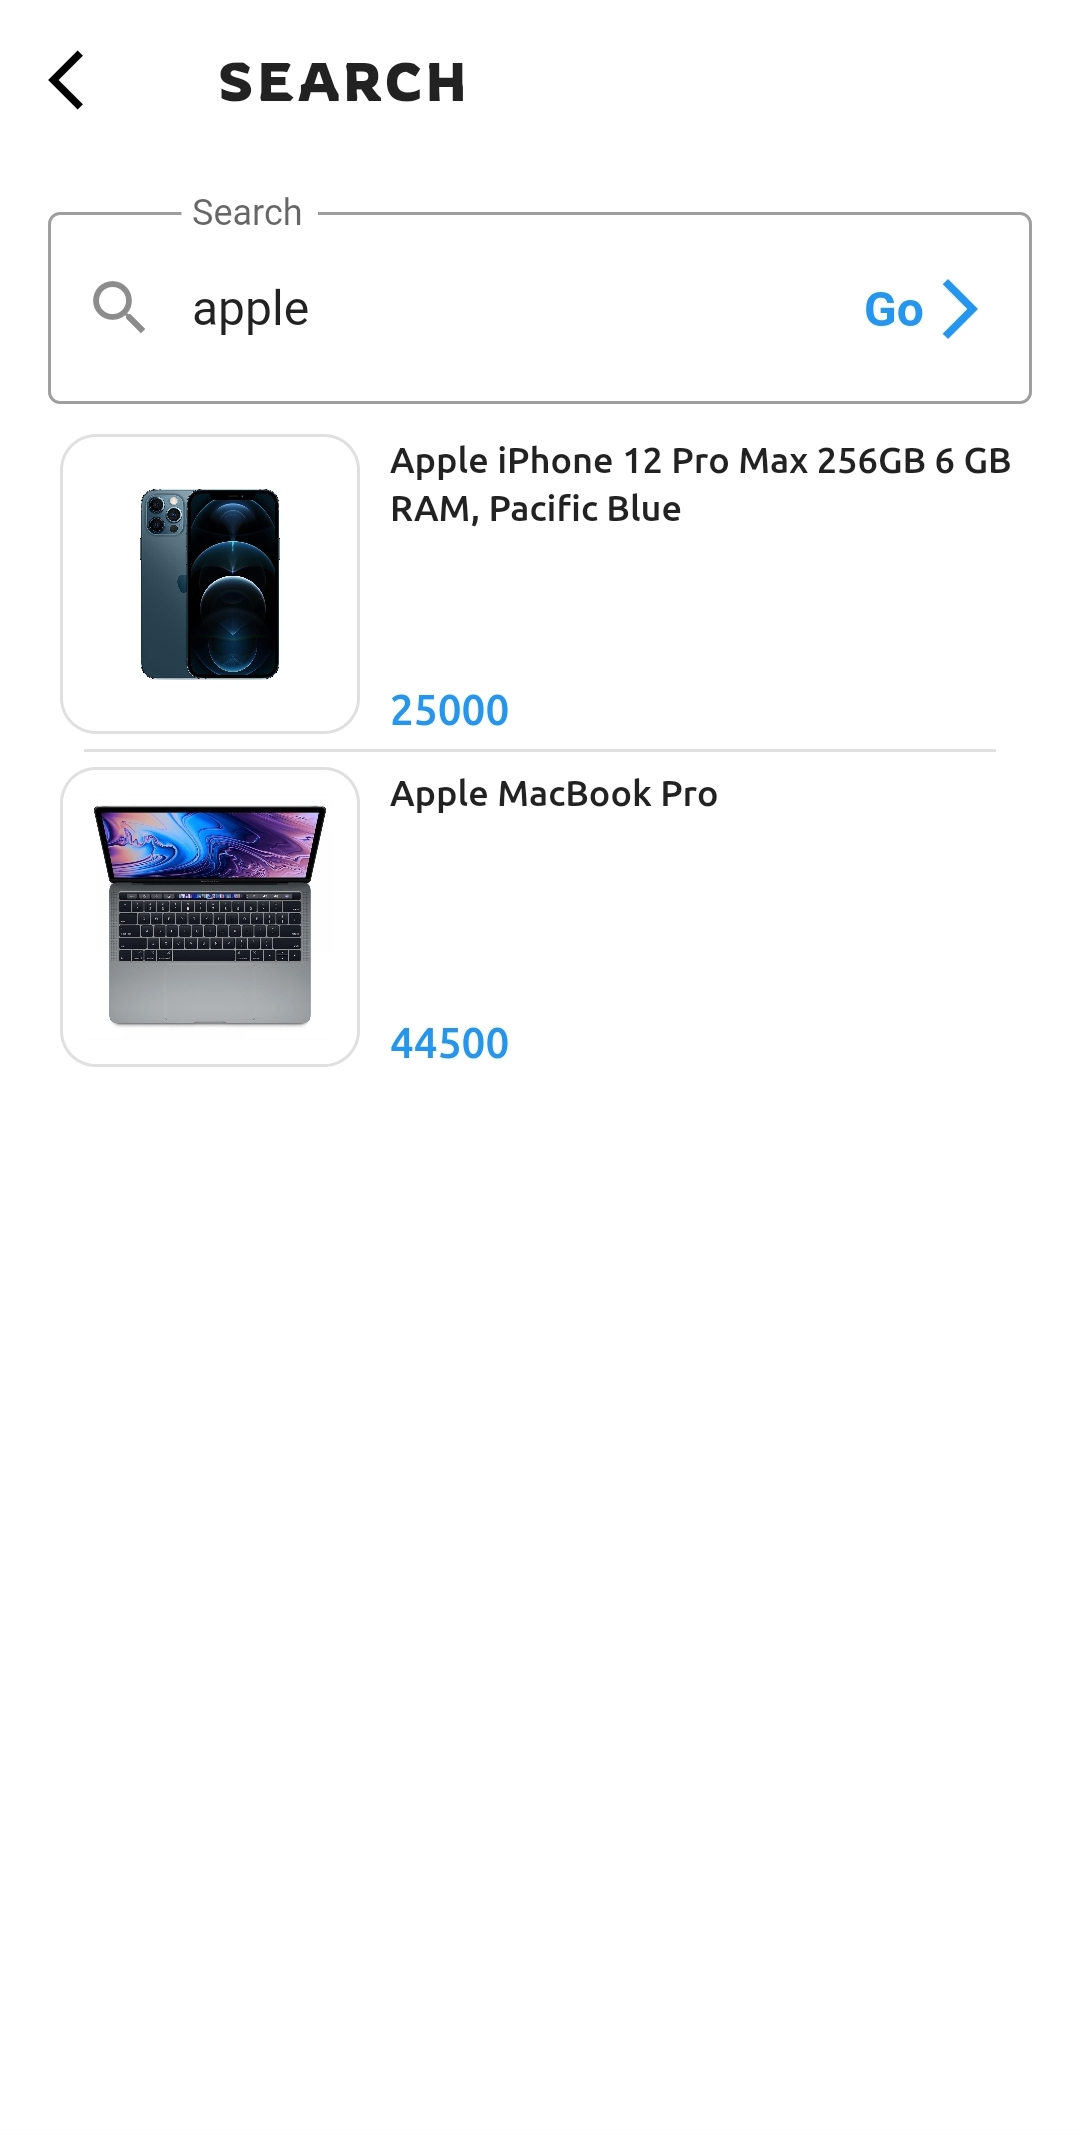 SEARCH
Search
apple
Go
Apple iPhone 12 Pro Max 256GB 6 GB
RAM, Pacific Blue
25000
Apple MacBook Pro
44500